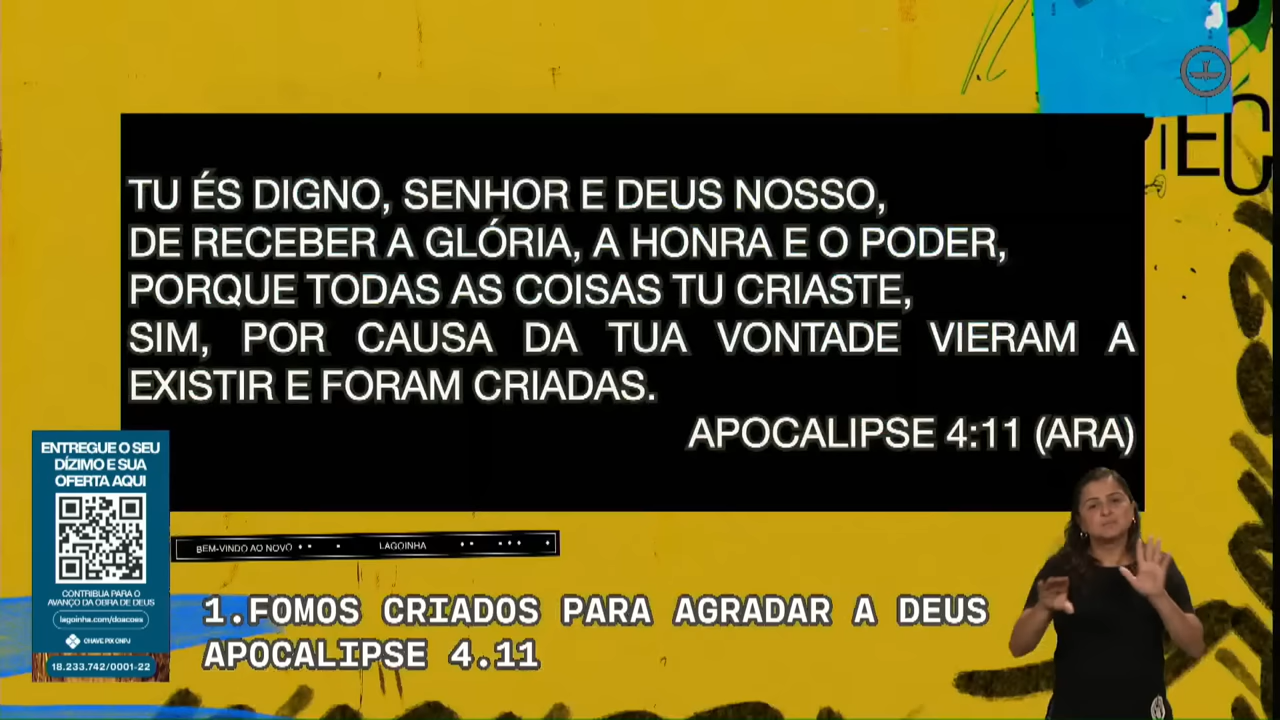 TEC
TU ÉS DIGNO, SENHOR E DEUS NOSSO,
DE RECEBER A GLÓRIA, A HONRA E O PODER,
PORQUE TODAS AS COISAS TU CRIASTE,
SIM, POR CAUSA DA TUA VONTADE VIERAM A
EXISTIR E FORAM CRIADAS.
APOCALIPSE 4:11 (ARA)
ENTREGUE O SEU
DÍZIMO E SUA
OFERTA AQUI
CONTRIBUA PARA O
AVANÇO DA OBRA DE DEUS
lagoinha.com/doacoes
CHAVE PIX CNPJ
18.233.742/0001-22
BEM-VINDO AO NOVO
LAGOINHA
1.FOMOS CRIADOS PARA AGRADAR A DEUS
APOCALIPSE 4.11